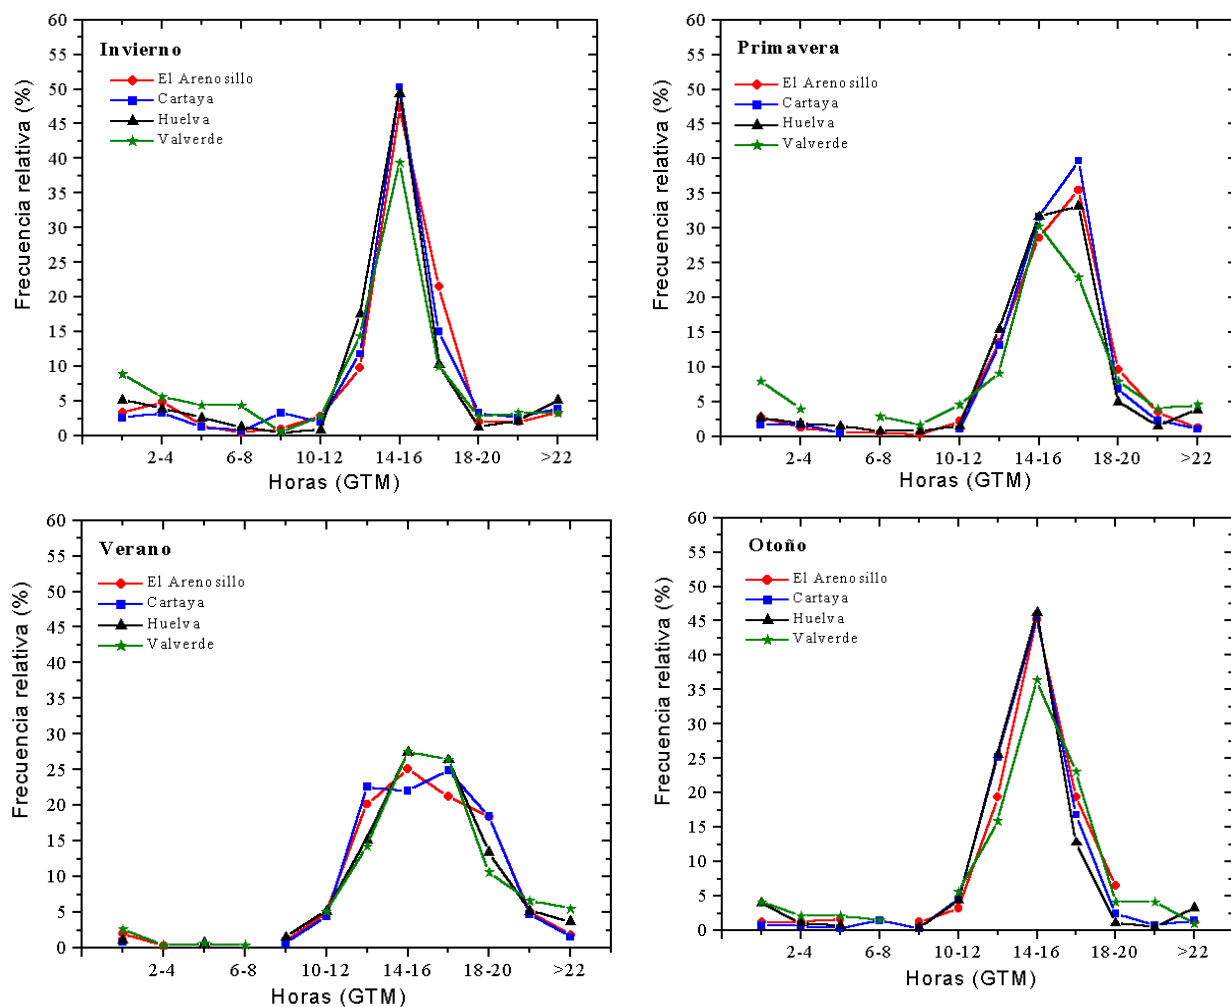 Invierno
El Arenosillo
Cartaya
Huelva
Valverde
Frecuencia relativa (%)
60
55
50
45
40
35
30
25
20
15
10
5
0
2-4 6-8 10-12 14-16 18-20 >22
Horas (GTM)
Primavera
El Arenosillo
Cartaya
Huelva
Valverde
Frecuencia relativa (%)
60
55
50
45
40
35
30
25
20
15
10
5
0
2-4 6-8 10-12 14-16 18-20 >22
Horas (GTM)
Verano
El Arenosillo
Cartaya
Huelva
Valverde
Frecuencia relativa (%)
60
55
50
45
40
35
30
25
20
15
10
5
0
2-4 6-8 10-12 14-16 18-20 >22
Horas (GTM)
Otoño
El Arenosillo
Cartaya
Huelva
Valverde
Frecuencia relativa (%)
60
55
50
45
40
35
30
25
20
15
10
5
0
2-4 6-8 10-12 14-16 18-20 >22
Horas (GTM)